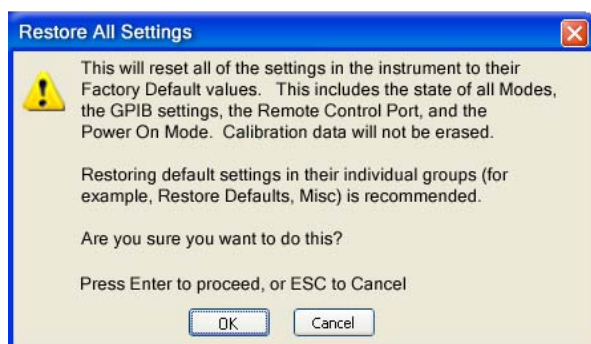 Restore All Settings
This will reset all of the settings in the instrument to their
Factory Default values.   This includes the state of all Modes,
the GPIB settings, the Remote Control Port, and the
Power On Mode.  Calibration data will not be erased.
Restoring default settings in their individual groups (for
example, Restore Defaults, Misc) is recommended.
Are you sure you want to do this?
Press Enter to proceed, or ESC to Cancel
OK
Cancel